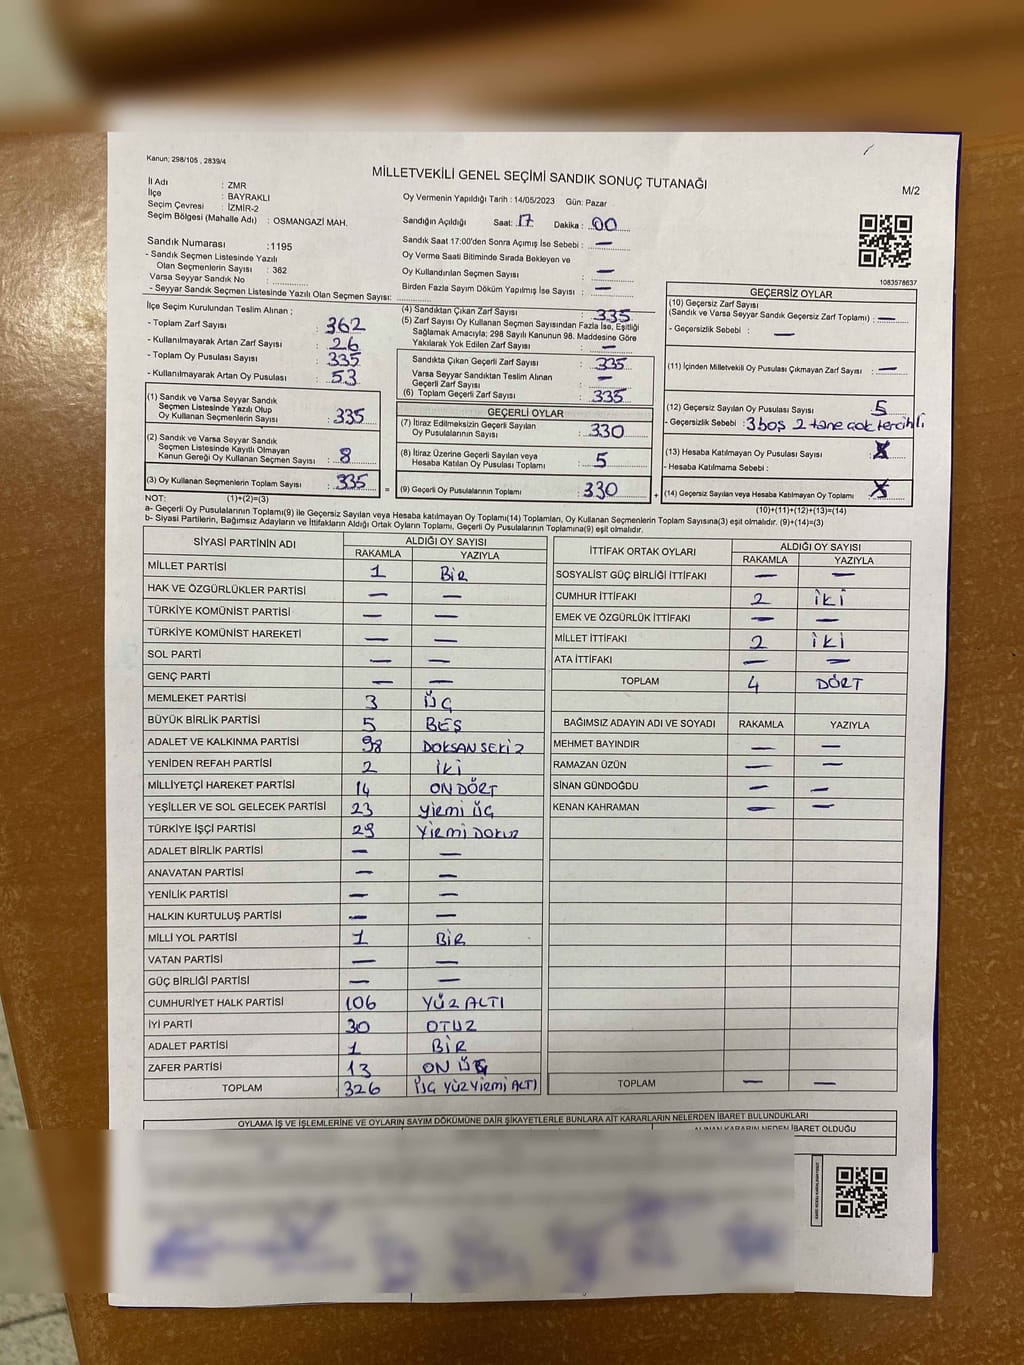 Kanun; 298/105 , 2839/4
MİLLETVEKİLİ GENEL SEÇİMİ SANDIK SONUÇ TUTANAĞI
M/2
İl Adı : ZMR
İlçe : BAYRAKLI
Seçim Çevresi : İZMİR-2
Seçim Bölgesi (Mahalle Adı) : OSMANGAZİ MAH.
Oy Vermenin Yapıldığı Tarih : 14/05/2023 Gün: Pazar
Sandığın Açıldığı Saat: 17 Dakika : 00
Sandık Saat 17:00'den Sonra Açımış İse Sebebi : —
Oy Verme Saati Bitiminde Sırada Bekleyen ve
Oy Kullandırılan Seçmen Sayısı : —
Birden Fazla Sayım Döküm Yapılmış İse Sayısı : —
Sandık Numarası : 1195
- Sandık Seçmen Listesinde Yazılı
Olan Seçmenlerin Sayısı : 382
Varsa Seyyar Sandık No :
- Seyyar Sandık Seçmen Listesinde Yazılı Olan Seçmen Sayısı:
1083578637
İlçe Seçim Kurulundan Teslim Alınan ;
- Toplam Zarf Sayısı : 362
- Kullanılmayarak Artan Zarf Sayısı : 26
- Toplam Oy Pusulası Sayısı : 335
- Kullanılmayarak Artan Oy Pusulası : 53
(1) Sandık ve Varsa Seyyar Sandık
Seçmen Listesinde Yazılı Olup
Oy Kullanan Seçmenlerin Sayısı : 335
(2) Sandık ve Varsa Seyyar Sandık
Seçmen Listesinde Kayıtlı Olmayan
Kanun Gereği Oy Kullanan Seçmen Sayısı : 8
(3) Oy Kullanan Seçmenlerin Toplam Sayısı : 335
(4) Sandıktan Çıkan Zarf Sayısı : 335
(5) Zarf Sayısı Oy Kullanan Seçmen Sayısından Fazla İse, Eşitliği
Sağlamak Amacıyla; 298 Sayılı Kanunun 98. Maddesine Göre
Yakılarak Yok Edilen Zarf Sayısı : —
Sandıkta Çıkan Geçerli Zarf Sayısı : 335
Varsa Seyyar Sandıktan Teslim Alınan
Geçerli Zarf Sayısı : —
(6) Toplam Geçerli Zarf Sayısı : 335
GEÇERLİ OYLAR
(7) İtiraz Edilmeksizin Geçerli Sayılan
Oy Pusulalarının Sayısı : 330
(8) İtiraz Üzerine Geçerli Sayılan veya
Hesaba Katılan Oy Pusulası Toplamı : 5
= (9) Geçerli Oy Pusulalarının Toplamı : 330
GEÇERSİZ OYLAR
(10) Geçersiz Zarf Sayısı
(Sandık ve Varsa Seyyar Sandık Geçersiz Zarf Toplamı) : —
- Geçersizlik Sebebi : —
(11) İçinden Milletvekili Oy Pusulası Çıkmayan Zarf Sayısı : —
(12) Geçersiz Sayılan Oy Pusulası Sayısı : 5
- Geçersizlik Sebebi : 3 boş 2 tane çok tercihli
(13) Hesaba Katılmayan Oy Pusulası Sayısı :
- Hesaba Katılmama Sebebi :
+ (14) Geçersiz Sayılan veya Hesaba Katılmayan Oy Toplamı :
NOT: (1)+(2)=(3)
(10)+(11)+(12)+(13)=(14)
a- Geçerli Oy Pusulalarının Toplamı(9) ile Geçersiz Sayılan veya Hesaba Katılmayan Oy Toplamı(14) Toplamları, Oy Kullanan Seçmenlerin Toplam Sayısına(3) eşit olmalıdır. (9)+(14)=(3)
b- Siyasi Partilerin, Bağımsız Adayların ve İttifakların Aldığı Ortak Oyların Toplamı, Geçerli Oy Pusulalarının Toplamına(9) eşit olmalıdır.
SİYASİ PARTİNİN ADI ALDIĞI OY SAYISI
RAKAMLA YAZIYLA
MİLLET PARTİSİ 1 BİR
HAK VE ÖZGÜRLÜKLER PARTİSİ — —
TÜRKİYE KOMÜNİST PARTİSİ — —
TÜRKİYE KOMÜNİST HAREKETİ — —
SOL PARTİ — —
GENÇ PARTİ — —
MEMLEKET PARTİSİ 3 ÜÇ
BÜYÜK BİRLİK PARTİSİ 5 BEŞ
ADALET VE KALKINMA PARTİSİ 98 DOKSAN SEKİZ
YENİDEN REFAH PARTİSİ 2 İKİ
MİLLİYETÇİ HAREKET PARTİSİ 14 ON DÖRT
YEŞİLLER VE SOL GELECEK PARTİSİ 23 YİRMİ ÜÇ
TÜRKİYE İŞÇİ PARTİSİ 29 YİRMİ DOKUZ
ADALET BİRLİK PARTİSİ — —
ANAVATAN PARTİSİ — —
YENİLİK PARTİSİ — —
HALKIN KURTULUŞ PARTİSİ — —
MİLLİ YOL PARTİSİ 1 BİR
VATAN PARTİSİ — —
GÜÇ BİRLİĞİ PARTİSİ — —
CUMHURİYET HALK PARTİSİ 106 YÜZ ALTI
İYİ PARTİ 30 OTUZ
ADALET PARTİSİ 1 BİR
ZAFER PARTİSİ 13 ON ÜÇ
TOPLAM 326 ÜÇ YÜZ YİRMİ ALTI
İTTİFAK ORTAK OYLARI ALDIĞI OY SAYISI
RAKAMLA YAZIYLA
SOSYALİST GÜÇ BİRLİĞİ İTTİFAKI — —
CUMHUR İTTİFAKI 2 İKİ
EMEK VE ÖZGÜRLÜK İTTİFAKI — —
MİLLET İTTİFAKI 2 İKİ
ATA İTTİFAKI — —
TOPLAM 4 DÖRT
BAĞIMSIZ ADAYIN ADI VE SOYADI RAKAMLA YAZIYLA
MEHMET BAYINDIR — —
RAMAZAN ÜZÜN — —
SİNAN GÜNDOĞDU — —
KENAN KAHRAMAN — —
TOPLAM — —
OYLAMA İŞ VE İŞLEMLERİNE VE OYLARIN SAYIM DÖKÜMÜNE DAİR ŞİKAYETLERLE BUNLARA AİT KARARLARIN NELERDEN İBARET BULUNDUKLARI
ALINAN KARARIN NEDEN İBARET OLDUĞU